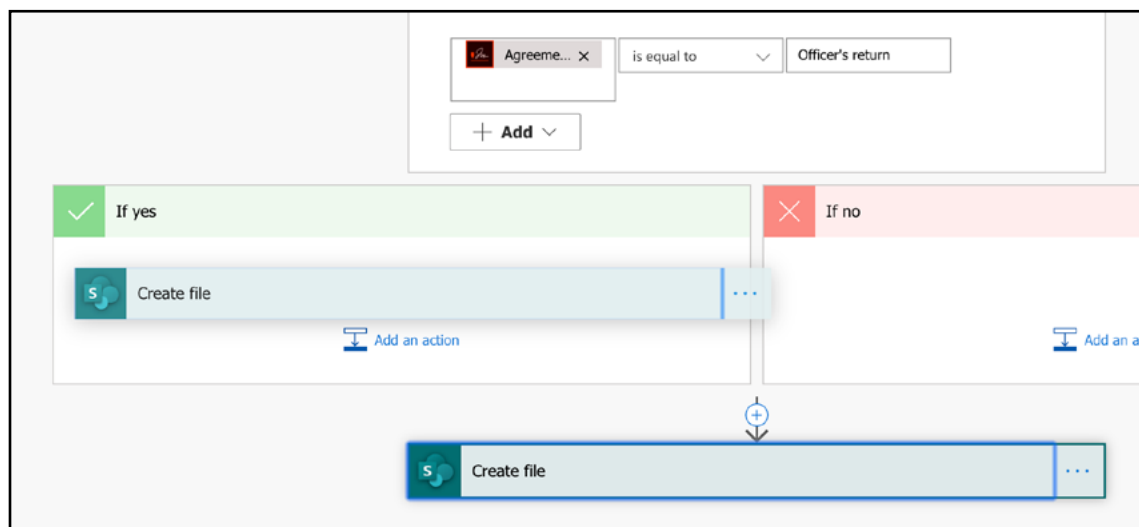 Agreeme... × is equal to Officer's return
+ Add
If yes
If no
S Create file ...
Add an action
Add an a
S Create file ...